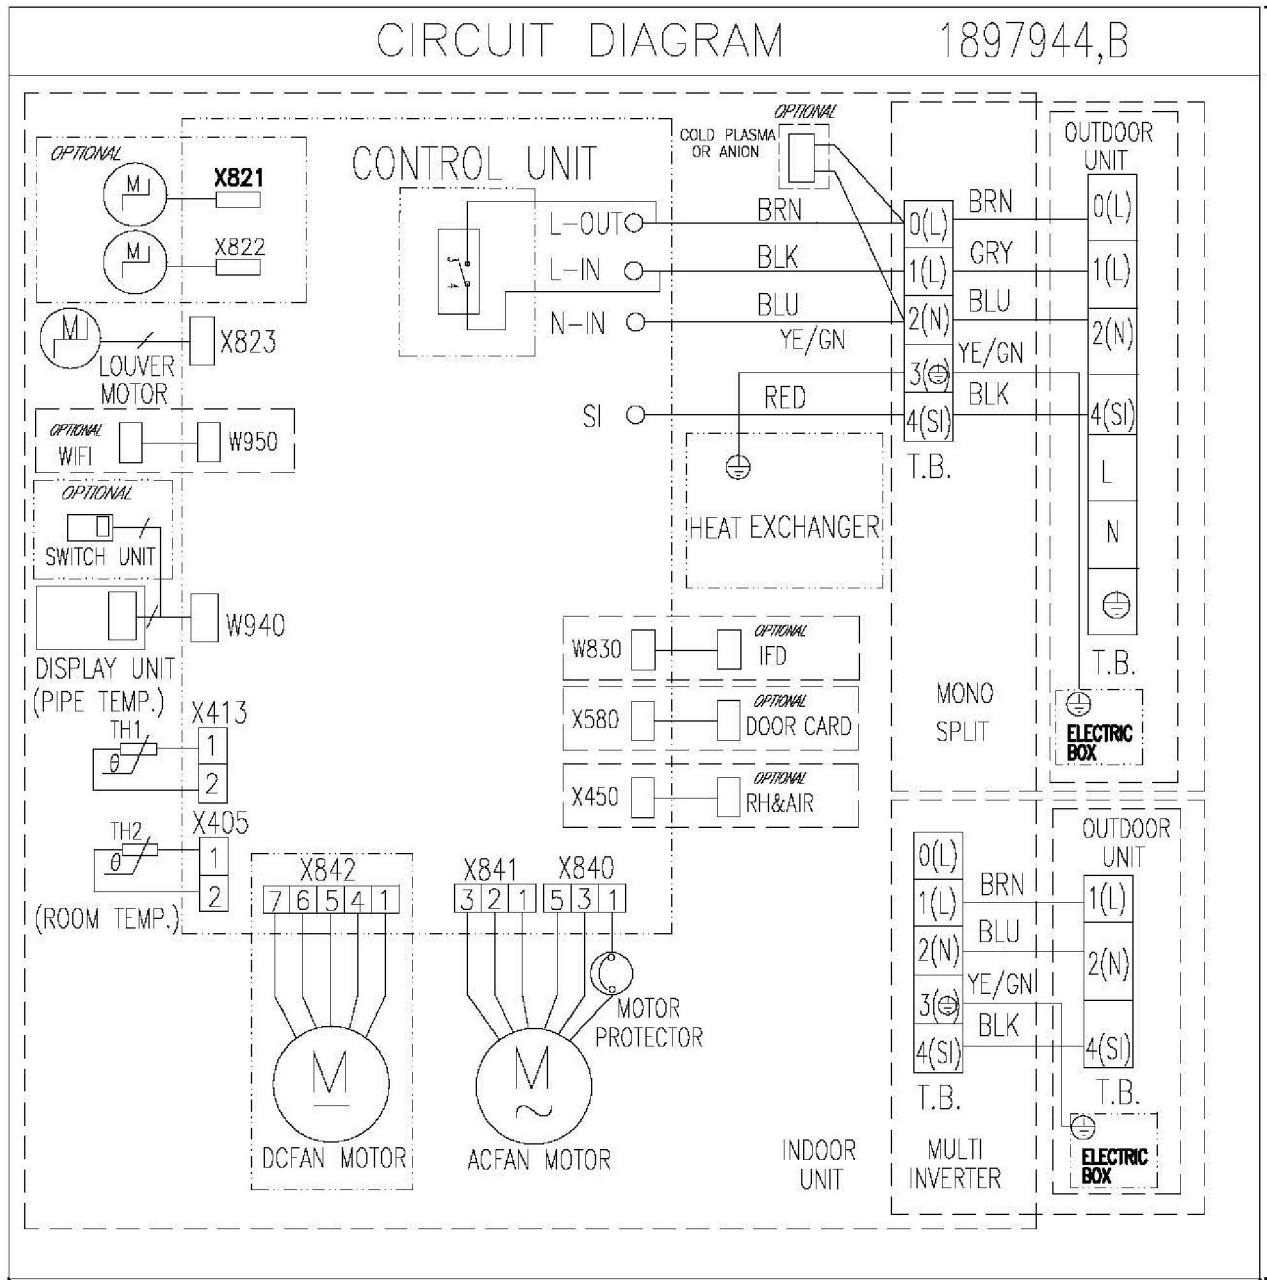 CIRCUIT DIAGRAM 1897944,B
OPTIONAL
M
X821
M
X822
M
X823
LOUVER
MOTOR
OPTIONAL
WIFI
W950
OPTIONAL
SWITCH UNIT
W940
DISPLAY UNIT
(PIPE TEMP.)
TH1
θ
X413
1
2
TH2
θ
X405
1
2
(ROOM TEMP.)
CONTROL UNIT
3
4
L-OUT
L-IN
N-IN
SI
OPTIONAL
COLD PLASMA
OR ANION
BRN
BLK
BLU
YE/GN
RED
HEAT EXCHANGER
W830
OPTIONAL
IFD
X580
OPTIONAL
DOOR CARD
X450
OPTIONAL
RH&AIR
X842
7 6 5 4 1
M
DCFAN MOTOR
X841
3 2 1
X840
5 3 1
MOTOR
PROTECTOR
M
~
ACFAN MOTOR
INDOOR
UNIT
0(L)
1(L)
2(N)
3(⏚)
4(SI)
T.B.
BRN
GRY
BLU
YE/GN
BLK
OUTDOOR
UNIT
0(L)
1(L)
2(N)
4(SI)
L
N
T.B.
ELECTRIC
BOX
MONO
SPLIT
0(L)
1(L)
2(N)
3(⏚)
4(SI)
T.B.
BRN
BLU
YE/GN
BLK
OUTDOOR
UNIT
1(L)
2(N)
4(SI)
T.B.
ELECTRIC
BOX
MULTI
INVERTER